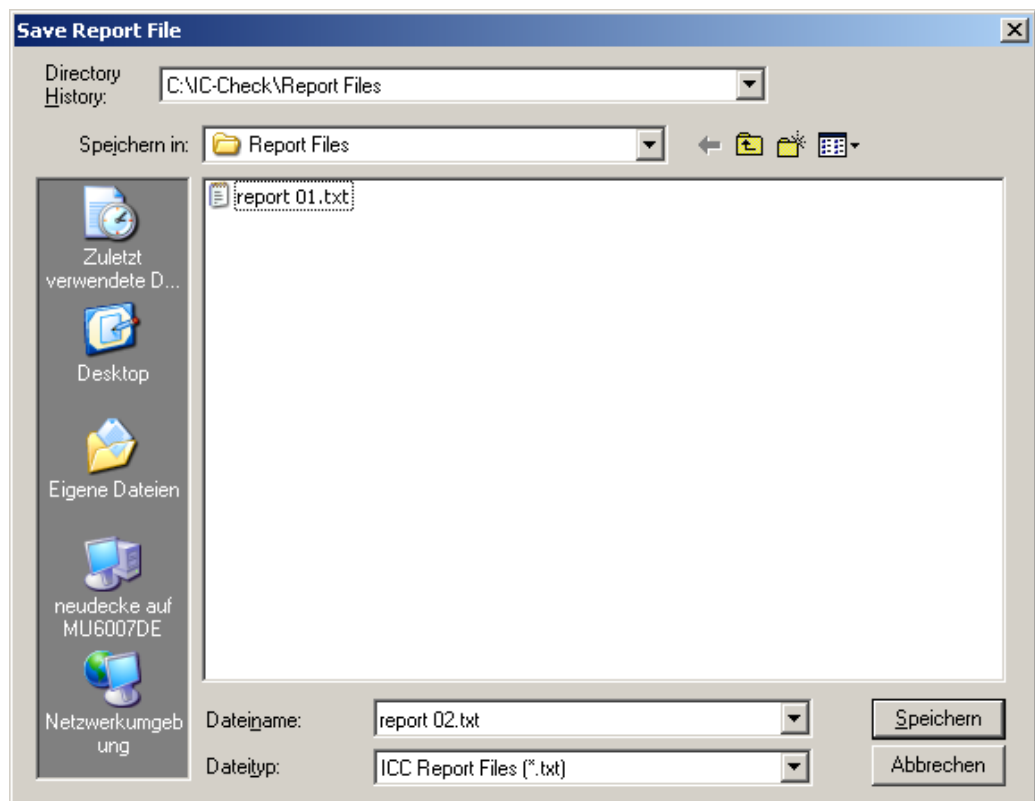 Save Report File
Directory
History:
C:\IC-Check\Report Files
Speichern in:
Report Files
report 01.txt
Zuletzt
verwendete D...
Desktop
Eigene Dateien
neudecke auf
MU6007DE
Netzwerkumgeb
ung
Dateiname:
report 02.txt
Speichern
Dateityp:
ICC Report Files (*.txt)
Abbrechen